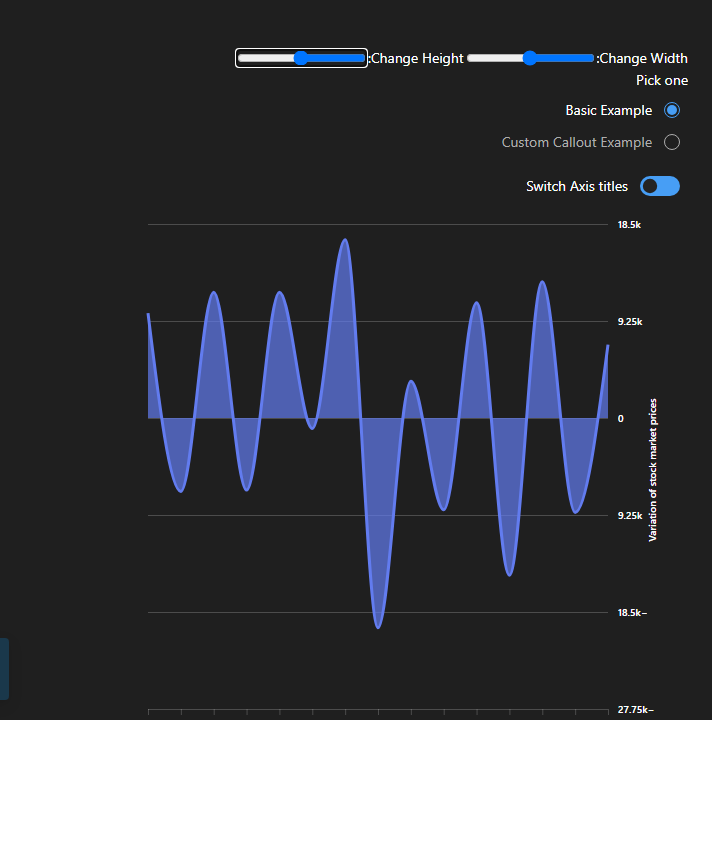 :Change Height :Change Width
Pick one
Basic Example
Custom Callout Example
Switch Axis titles
18.5k
9.25k
0
9.25k
18.5k−
27.75k−
Variation of stock market prices